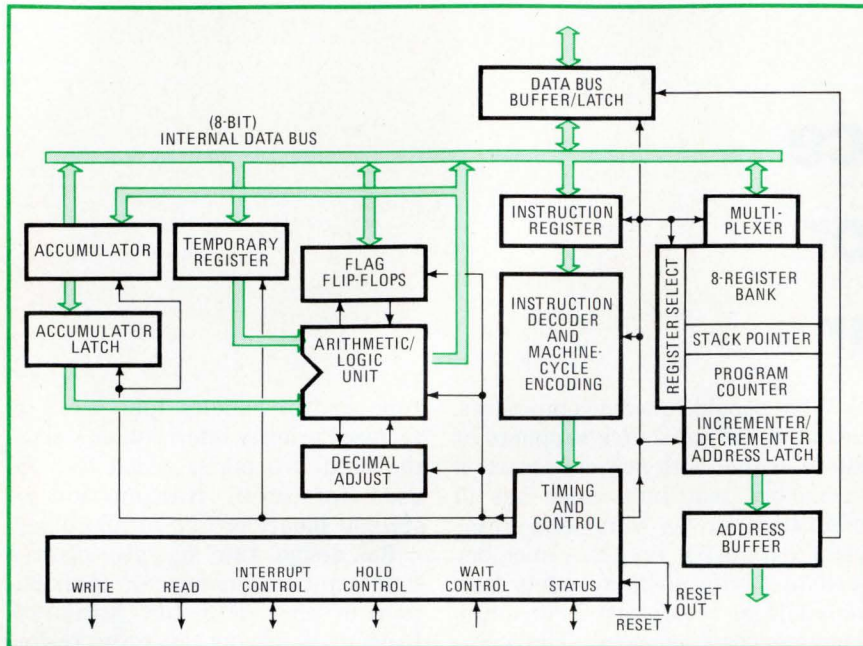 DATA BUS
BUFFER/LATCH
(8-BIT)
INTERNAL DATA BUS
ACCUMULATOR
TEMPORARY
REGISTER
FLAG
FLIP-FLOPS
INSTRUCTION
REGISTER
MULTI-
PLEXER
REGISTER SELECT
8-REGISTER
BANK
STACK POINTER
PROGRAM
COUNTER
INCREMENTER/
DECREMENTER
ADDRESS LATCH
ACCUMULATOR
LATCH
ARITHMETIC/
LOGIC
UNIT
INSTRUCTION
DECODER
AND
MACHINE-
CYCLE
ENCODING
DECIMAL
ADJUST
TIMING
AND
CONTROL
ADDRESS
BUFFER
WRITE
READ
INTERRUPT
CONTROL
HOLD
CONTROL
WAIT
CONTROL
STATUS
RESET
RESET
OUT